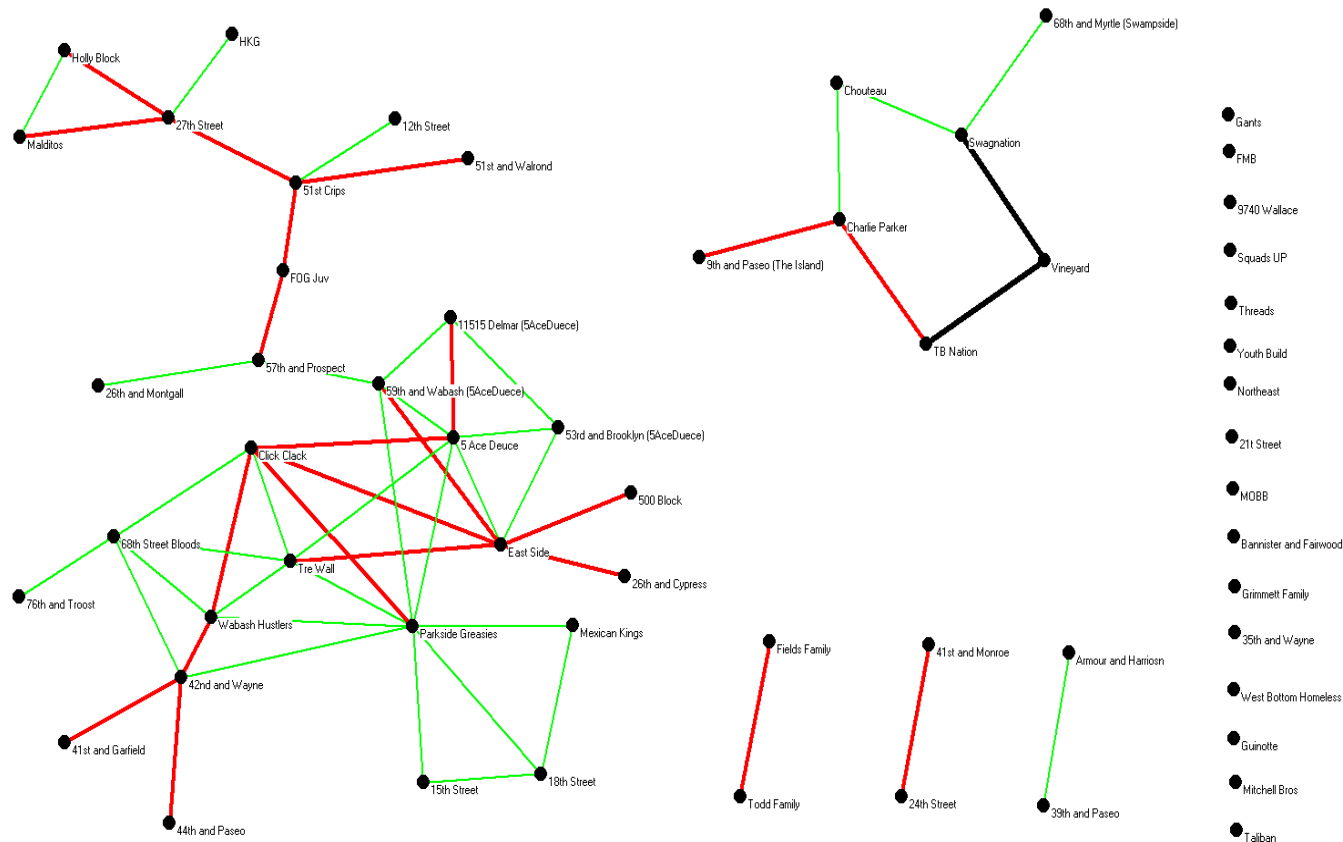 68th and Myrtle (Swampside)
HKG
Holly Block
Chouteau
Gants
27th Street
12th Street
Malditos
Swagnation
FMB
51st and Walrond
51st Crips
9740 Wallace
Charlie Parker
Squads UP
9th and Paseo (The Island)
Vineyard
FOG Juv
Threads
11515 Delmar (5AceDuece)
TB Nation
Youth Build
57th and Prospect
26th and Montgall
59th and Wabash (5AceDuece)
Northeast
53rd and Brooklyn (5AceDuece)
21t Street
5 Ace Deuce
Click Clack
MOBB
500 Block
68th Street Bloods
Bannister and Fairwood
East Side
Tre Wall
26th and Cypress
Grimmett Family
76th and Troost
Wabash Hustlers
Parkside Greasies
Mexican Kings
35th and Wayne
Fields Family
41st and Monroe
Armour and Harriosn
42nd and Wayne
West Bottom Homeless
41st and Garfield
Guinotte
18th Street
15th Street
Mitchell Bros
Todd Family
24th Street
39th and Paseo
44th and Paseo
Taliban